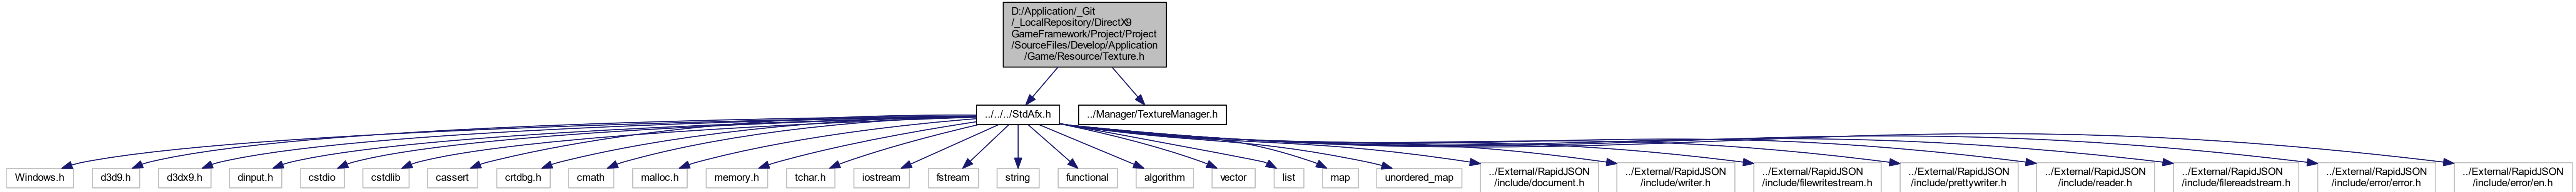 D:/Application/_Git
/_LocalRepository/DirectX9
GameFramework/Project/Project
/SourceFiles/Develop/Application
/Game/Resource/Texture.h
../../../StdAfx.h
../Manager/TextureManager.h
Windows.h
d3d9.h
d3dx9.h
dinput.h
cstdio
cstdlib
cassert
crtdbg.h
cmath
malloc.h
memory.h
tchar.h
iostream
fstream
string
functional
algorithm
vector
list
map
unordered_map
../External/RapidJSON
/include/document.h
../External/RapidJSON
/include/writer.h
../External/RapidJSON
/include/filewritestream.h
../External/RapidJSON
/include/prettywriter.h
../External/RapidJSON
/include/reader.h
../External/RapidJSON
/include/filereadstream.h
../External/RapidJSON
/include/error/error.h
../External/RapidJSON
/include/error/en.h